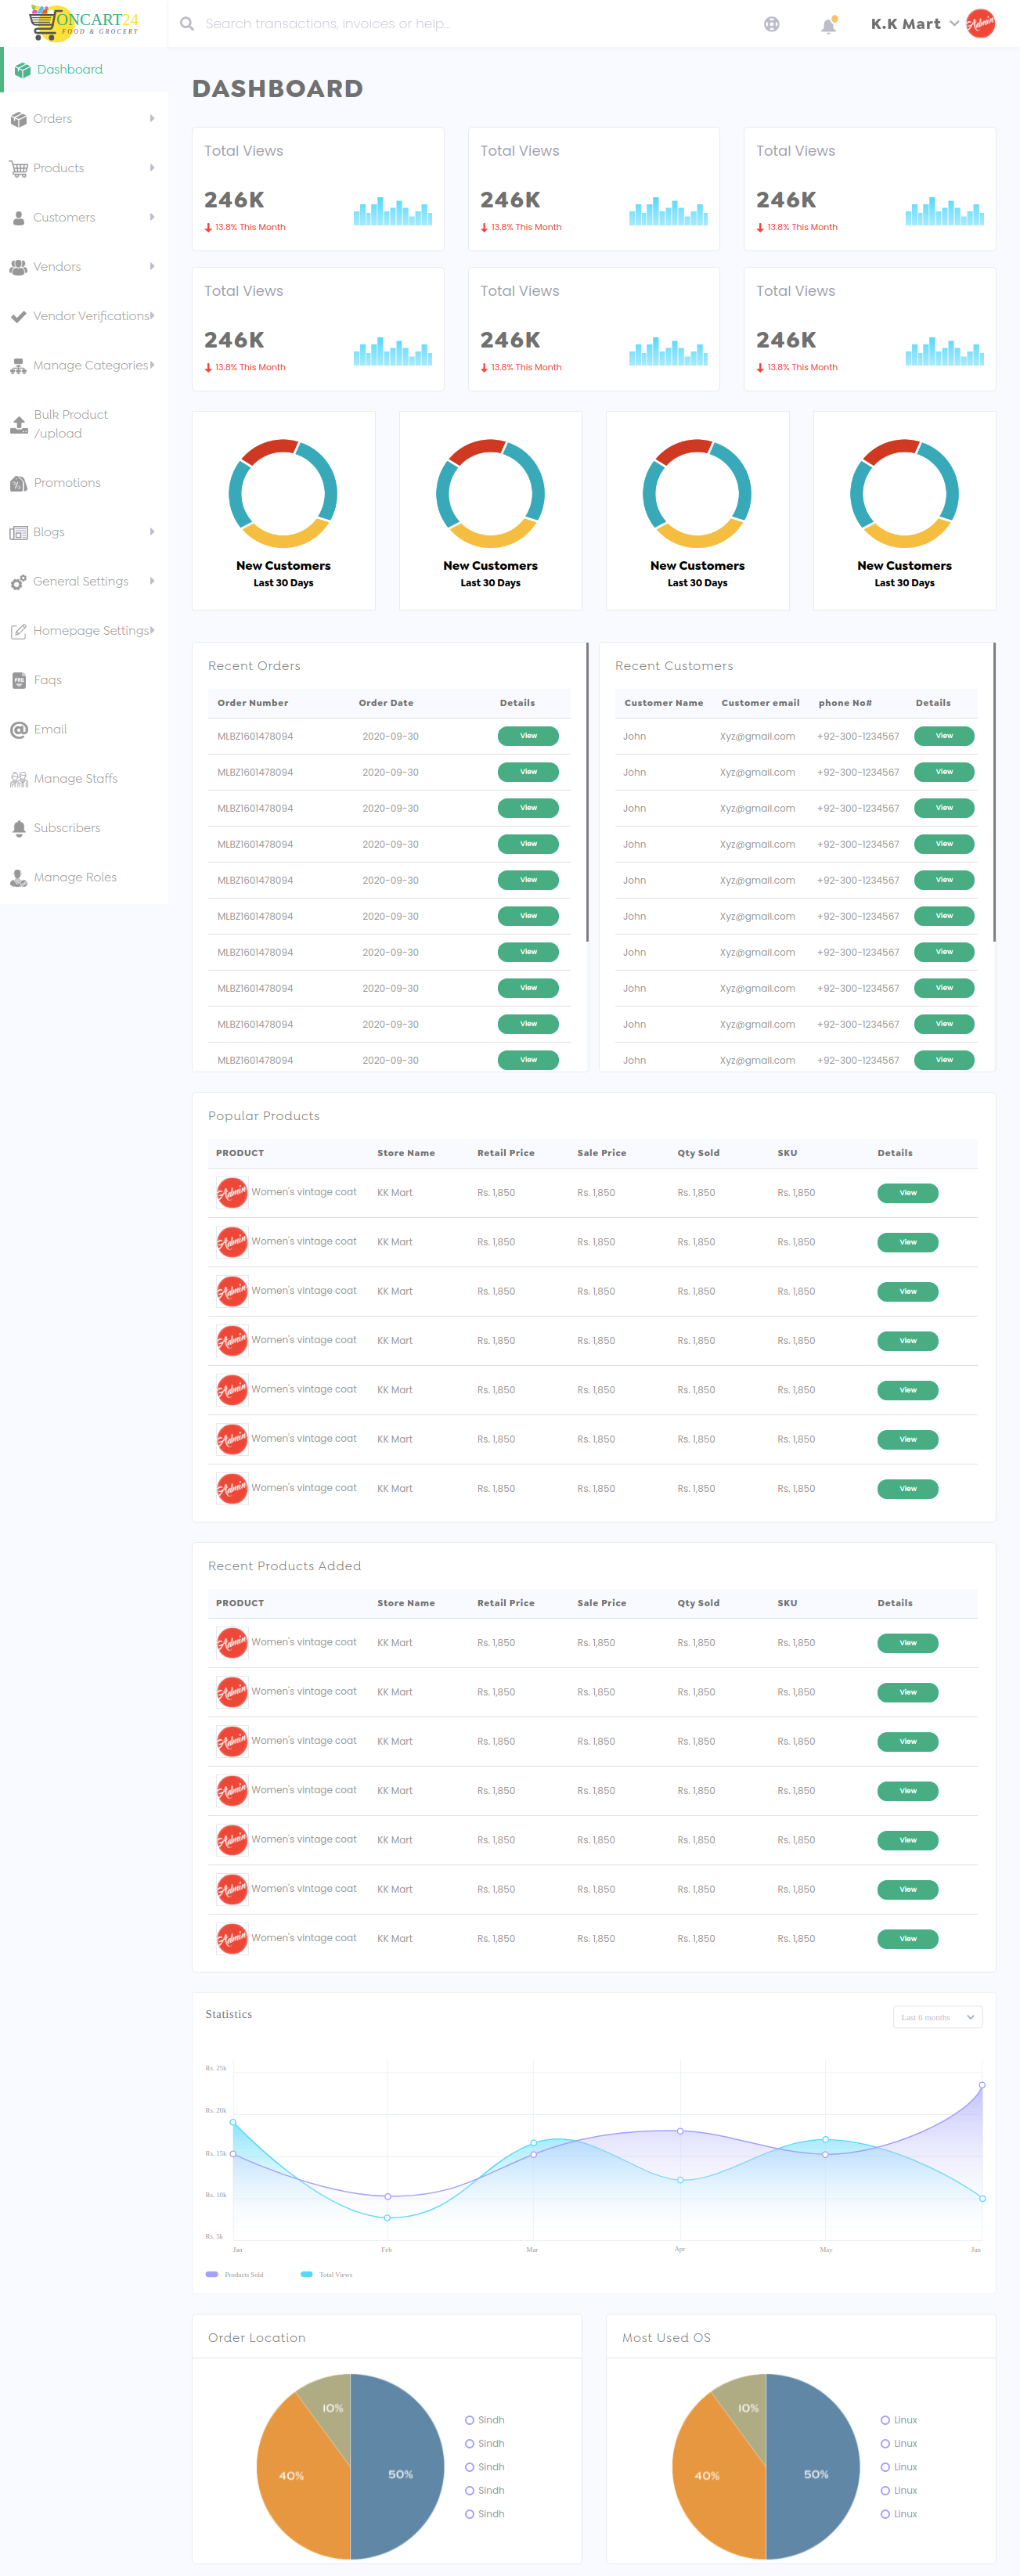 ONCART24
FOOD & GROCERY
Search transactions, invoices or help...
K.K Mart
Admin
Dashboard
Orders
Products
Customers
Vendors
Vendor Verifications
Manage Categories
Bulk Product
/upload
Promotions
Blogs
General Settings
Homepage Settings
Faqs
Email
Manage Staffs
Subscribers
Manage Roles
DASHBOARD
Total Views Total Views Total Views
246K 246K 246K
13.8% This Month 13.8% This Month 13.8% This Month
Total Views Total Views Total Views
246K 246K 246K
13.8% This Month 13.8% This Month 13.8% This Month
New Customers New Customers New Customers New Customers
Last 30 Days Last 30 Days Last 30 Days Last 30 Days
Recent Orders
Order Number Order Date Details
MLBZ1601478094 2020-09-30 View
MLBZ1601478094 2020-09-30 View
MLBZ1601478094 2020-09-30 View
MLBZ1601478094 2020-09-30 View
MLBZ1601478094 2020-09-30 View
MLBZ1601478094 2020-09-30 View
MLBZ1601478094 2020-09-30 View
MLBZ1601478094 2020-09-30 View
MLBZ1601478094 2020-09-30 View
MLBZ1601478094 2020-09-30 View
Recent Customers
Customer Name Customer email phone No# Details
John Xyz@gmail.com +92-300-1234567 View
John Xyz@gmail.com +92-300-1234567 View
John Xyz@gmail.com +92-300-1234567 View
John Xyz@gmail.com +92-300-1234567 View
John Xyz@gmail.com +92-300-1234567 View
John Xyz@gmail.com +92-300-1234567 View
John Xyz@gmail.com +92-300-1234567 View
John Xyz@gmail.com +92-300-1234567 View
John Xyz@gmail.com +92-300-1234567 View
John Xyz@gmail.com +92-300-1234567 View
Popular Products
PRODUCT Store Name Retail Price Sale Price Qty Sold SKU Details
Admin Women's vintage coat KK Mart Rs. 1,850 Rs. 1,850 Rs. 1,850 Rs. 1,850 View
Admin Women's vintage coat KK Mart Rs. 1,850 Rs. 1,850 Rs. 1,850 Rs. 1,850 View
Admin Women's vintage coat KK Mart Rs. 1,850 Rs. 1,850 Rs. 1,850 Rs. 1,850 View
Admin Women's vintage coat KK Mart Rs. 1,850 Rs. 1,850 Rs. 1,850 Rs. 1,850 View
Admin Women's vintage coat KK Mart Rs. 1,850 Rs. 1,850 Rs. 1,850 Rs. 1,850 View
Admin Women's vintage coat KK Mart Rs. 1,850 Rs. 1,850 Rs. 1,850 Rs. 1,850 View
Admin Women's vintage coat KK Mart Rs. 1,850 Rs. 1,850 Rs. 1,850 Rs. 1,850 View
Recent Products Added
PRODUCT Store Name Retail Price Sale Price Qty Sold SKU Details
Admin Women's vintage coat KK Mart Rs. 1,850 Rs. 1,850 Rs. 1,850 Rs. 1,850 View
Admin Women's vintage coat KK Mart Rs. 1,850 Rs. 1,850 Rs. 1,850 Rs. 1,850 View
Admin Women's vintage coat KK Mart Rs. 1,850 Rs. 1,850 Rs. 1,850 Rs. 1,850 View
Admin Women's vintage coat KK Mart Rs. 1,850 Rs. 1,850 Rs. 1,850 Rs. 1,850 View
Admin Women's vintage coat KK Mart Rs. 1,850 Rs. 1,850 Rs. 1,850 Rs. 1,850 View
Admin Women's vintage coat KK Mart Rs. 1,850 Rs. 1,850 Rs. 1,850 Rs. 1,850 View
Admin Women's vintage coat KK Mart Rs. 1,850 Rs. 1,850 Rs. 1,850 Rs. 1,850 View
Statistics
Last 6 months
Rs. 25k
Rs. 20k
Rs. 15k
Rs. 10k
Rs. 5k
Jan Feb Mar Apr May Jun
Products Sold Total Views
Order Location
10%
40%
50%
Sindh
Sindh
Sindh
Sindh
Sindh
Most Used OS
10%
40%
50%
Linux
Linux
Linux
Linux
Linux